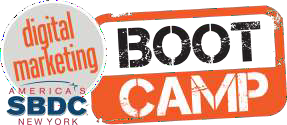 digital
marketing
AMERICA'S
SBDC
NEW YORK
BOOT
CAMP